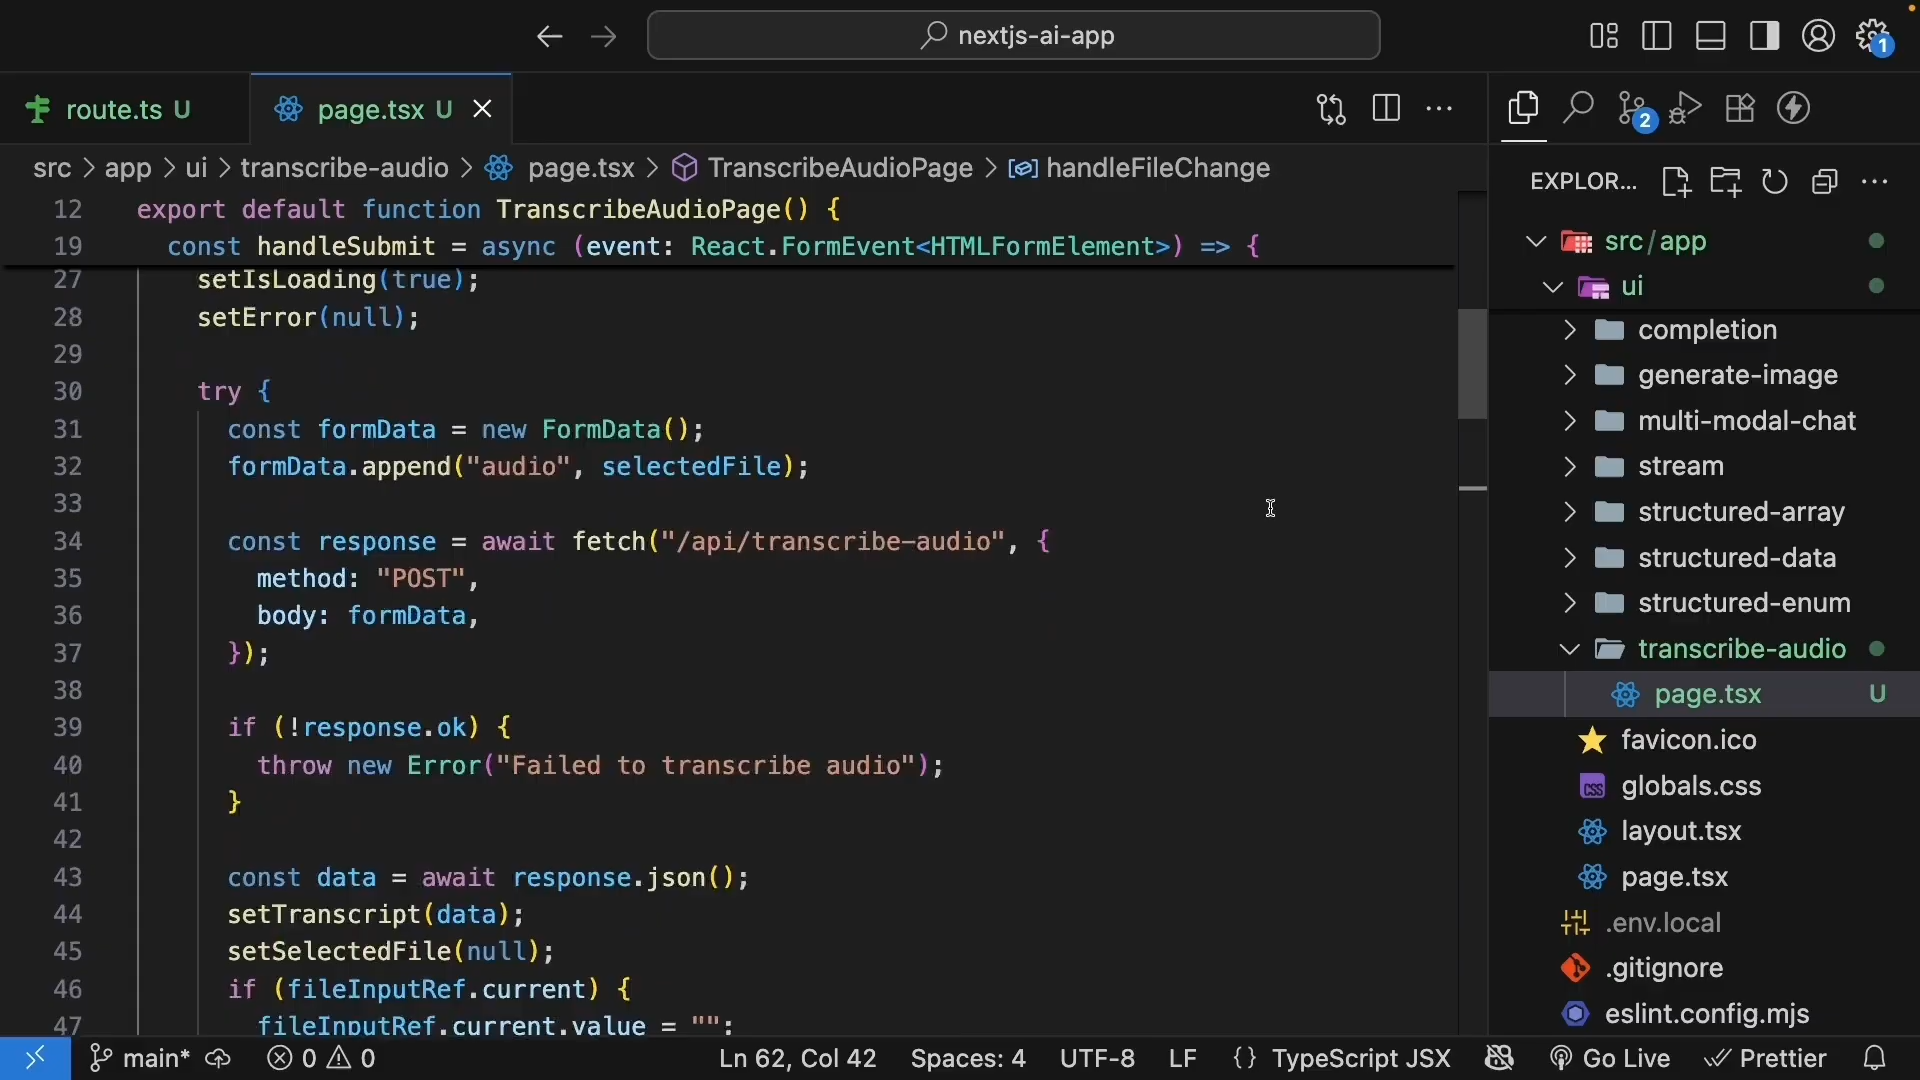 nextjs-ai-app
1
route.ts U
page.tsx U
2
src > app > ui > transcribe-audio > page.tsx > TranscribeAudioPage > handleFileChange
EXPLOR...
12 export default function TranscribeAudioPage() {
19 const handleSubmit = async (event: React.FormEvent<HTMLFormElement>) => {
27 setIsLoading(true);
28 setError(null);
29
30 try {
31 const formData = new FormData();
32 formData.append("audio", selectedFile);
33
34 const response = await fetch("/api/transcribe-audio", {
35 method: "POST",
36 body: formData,
37 });
38
39 if (!response.ok) {
40 throw new Error("Failed to transcribe audio");
41 }
42
43 const data = await response.json();
44 setTranscript(data);
45 setSelectedFile(null);
46 if (fileInputRef.current) {
47 fileInputRef.current.value = "";
src/app
ui
completion
generate-image
multi-modal-chat
stream
structured-array
structured-data
structured-enum
transcribe-audio
page.tsx U
favicon.ico
globals.css
layout.tsx
page.tsx
.env.local
.gitignore
eslint.config.mjs
main* 0 0 Ln 62, Col 42 Spaces: 4 UTF-8 LF {} TypeScript JSX Go Live Prettier